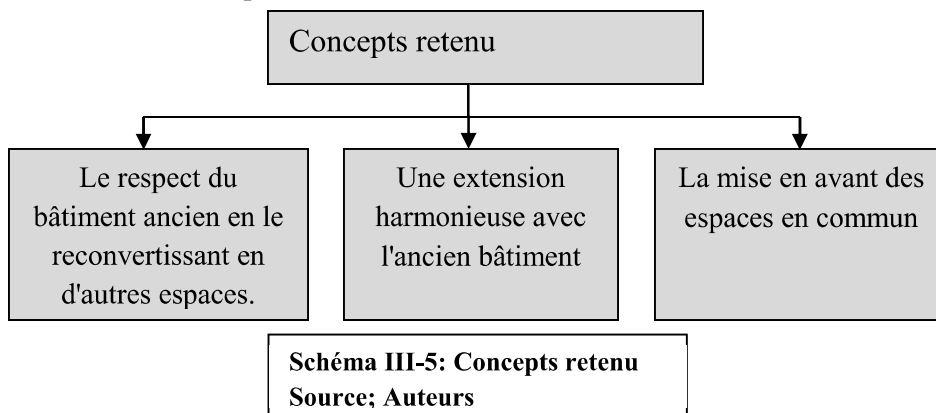 Concepts retenu
Le respect du
bâtiment ancien en le
reconvertissant en
d'autres espaces.
Une extension
harmonieuse avec
l'ancien bâtiment
La mise en avant des
espaces en commun
Schéma III-5: Concepts retenu
Source; Auteurs